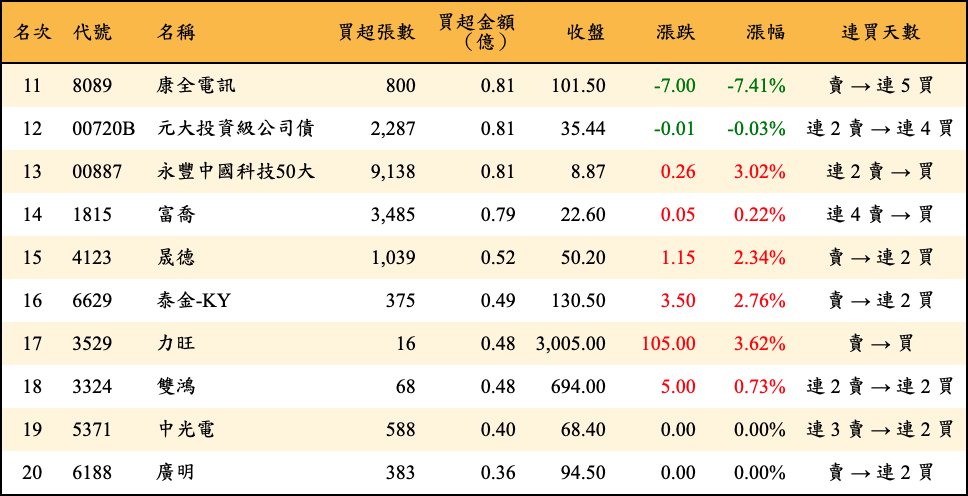 名次 代號 名稱 買超張數 買超金額（億） 收盤 漲跌 漲幅 連買天數
11 8089 康全電訊 800 0.81 101.50 -7.00 -7.41% 賣 → 連 5 買
12 00720B 元大投資級公司債 2,287 0.81 35.44 -0.01 -0.03% 連 2 賣 → 連 4 買
13 00887 永豐中國科技50大 9,138 0.81 8.87 0.26 3.02% 連 2 賣 → 買
14 1815 富喬 3,485 0.79 22.60 0.05 0.22% 連 4 賣 → 買
15 4123 晟德 1,039 0.52 50.20 1.15 2.34% 賣 → 連 2 買
16 6629 泰金-KY 375 0.49 130.50 3.50 2.76% 賣 → 連 2 買
17 3529 力旺 16 0.48 3,005.00 105.00 3.62% 賣 → 買
18 3324 雙鴻 68 0.48 694.00 5.00 0.73% 連 2 賣 → 連 2 買
19 5371 中光電 588 0.40 68.40 0.00 0.00% 連 3 賣 → 連 2 買
20 6188 廣明 383 0.36 94.50 0.00 0.00% 賣 → 連 2 買